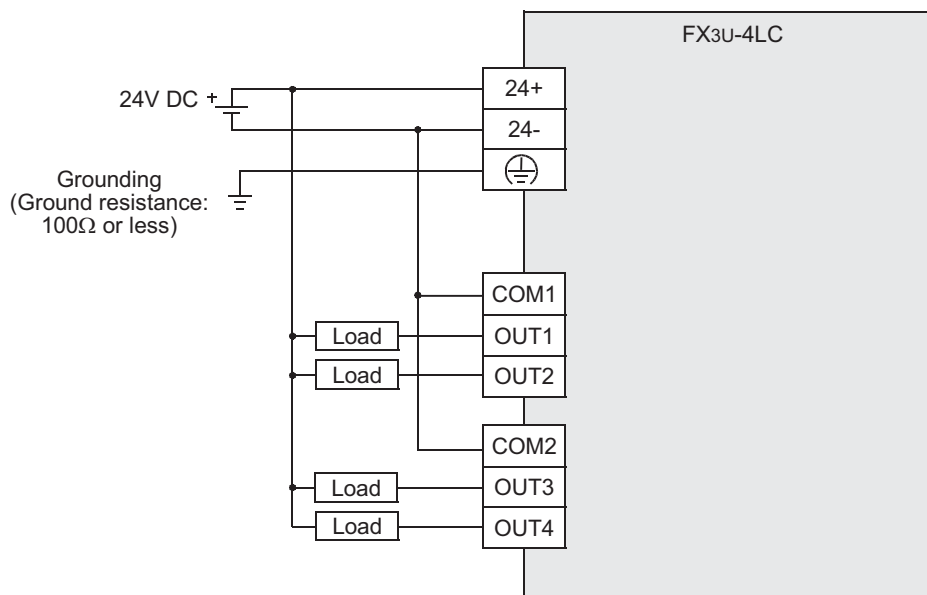 FX3U-4LC
24V DC +
24+
24-
Grounding
(Ground resistance:
100Ω or less)
COM1
Load
OUT1
Load
OUT2
COM2
Load
OUT3
Load
OUT4